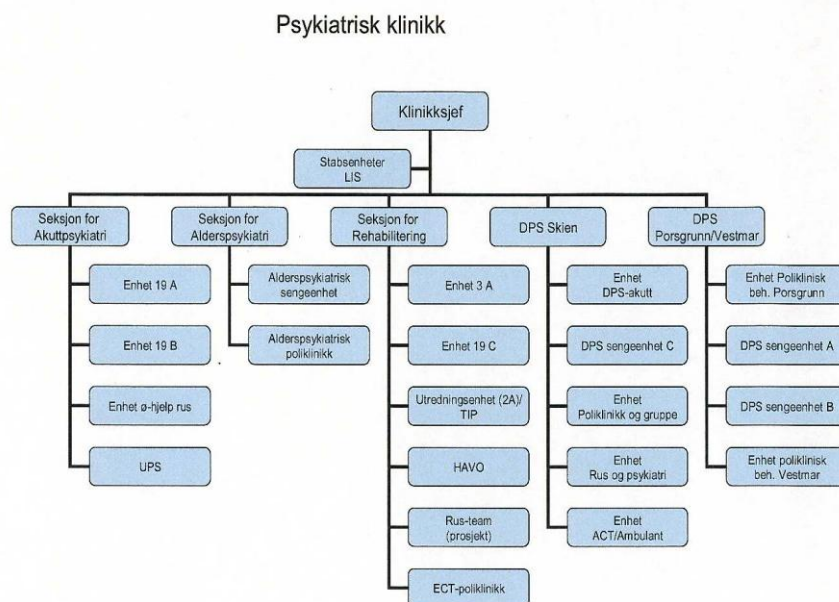 Psykiatrisk klinikk
Klinikksjef
Stabsenheter
LIS
Seksjon for
Akuttpsykiatri
Seksjon for
Alderspsykiatri
Seksjon for
Rehabilitering
DPS Skien
DPS
Porsgrunn/Vestmar
Enhet 19 A
Enhet 19 B
Enhet ø-hjelp rus
UPS
Alderspsykiatrisk
sengeenhet
Alderspsykiatrisk
poliklinikk
Enhet 3 A
Enhet 19 C
Utredningsenhet (2A)/
TIP
HAVO
Rus-team
(prosjekt)
ECT-poliklinikk
Enhet
DPS-akutt
DPS sengeenhet C
Enhet
Poliklinikk og gruppe
Enhet
Rus og psykiatri
Enhet
ACT/Ambulant
Enhet Poliklinisk
beh. Porsgrunn
DPS sengeenhet A
DPS sengeenhet B
Enhet poliklinisk
beh. Vestmar